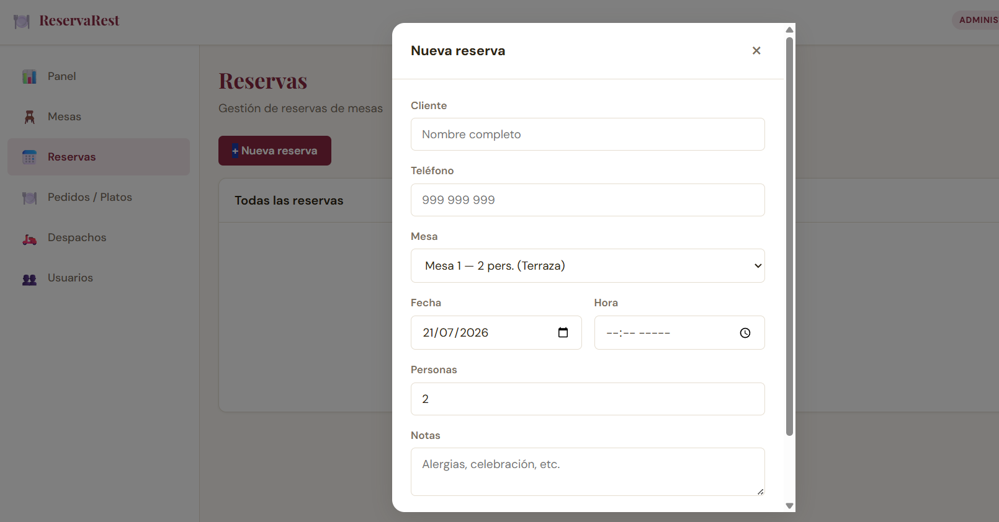 ReservaRest
ADMINIS
Panel
Mesas
Reservas
Pedidos / Platos
Despachos
Usuarios
Reservas
Gestión de reservas de mesas
+ Nueva reserva
Todas las reservas
Nueva reserva
×
Cliente
Nombre completo
Teléfono
999 999 999
Mesa
Mesa 1 — 2 pers. (Terraza)
Fecha
Hora
21/07/2026
--:-- -----
Personas
2
Notas
Alergias, celebración, etc.